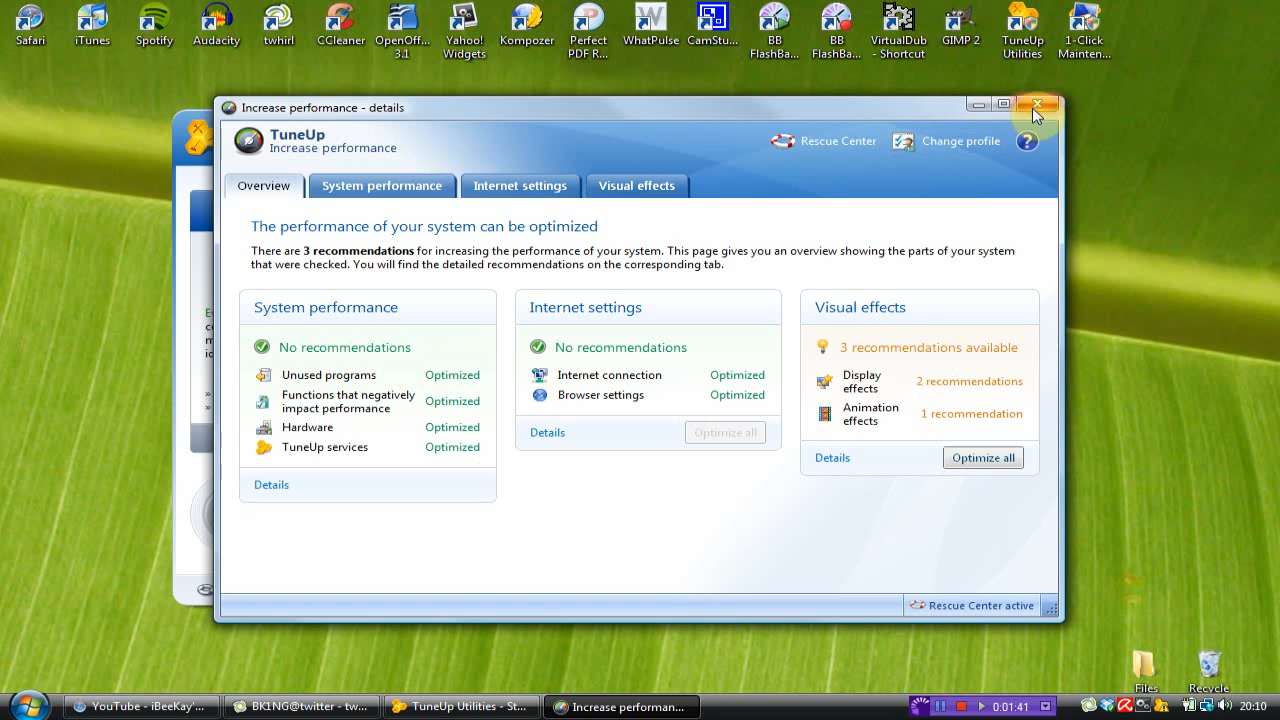 Safari
iTunes
Spotify
Audacity
twhirl
CCleaner
OpenOff...
3.1
Yahoo!
Widgets
Kompozer
Perfect
PDF R...
WhatPulse
CamStu...
BB
FlashBa...
BB
FlashBa...
VirtualDub
- Shortcut
GIMP 2
TuneUp
Utilities
1-Click
Mainten...
Increase performance - details
TuneUp
Increase performance
Rescue Center
Change profile
?
Overview
System performance
Internet settings
Visual effects
The performance of your system can be optimized
There are 3 recommendations for increasing the performance of your system. This page gives you an overview showing the parts of your system
that were checked. You will find the detailed recommendations on the corresponding tab.
System performance
No recommendations
Unused programs Optimized
Functions that negatively
impact performance Optimized
Hardware Optimized
TuneUp services Optimized
Details
Internet settings
No recommendations
Internet connection Optimized
Browser settings Optimized
Details
Optimize all
Visual effects
3 recommendations available
Display
effects 2 recommendations
Animation
effects 1 recommendation
Details
Optimize all
Rescue Center active
Files
Recycle
YouTube - iBeeKay'...
BK1NG@twitter - tw...
TuneUp Utilities - St...
Increase performan...
0:01:41
20:10